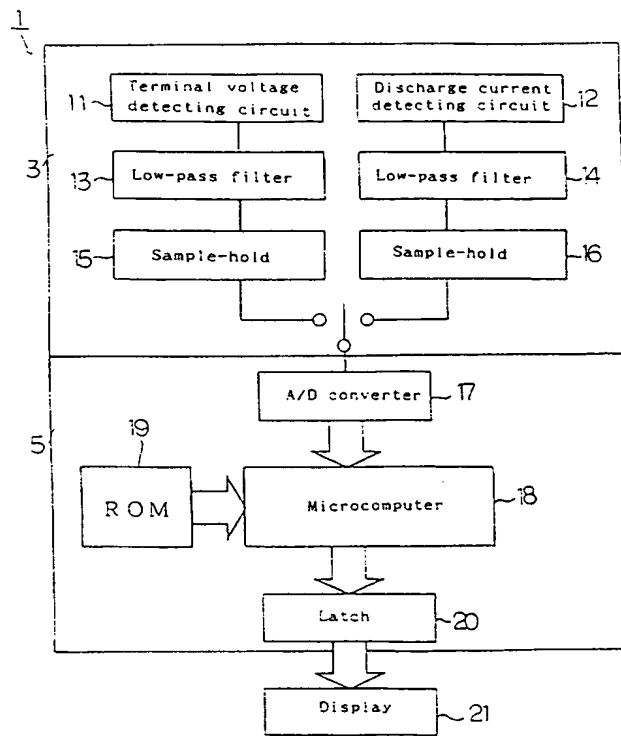 1
Terminal voltage
detecting circuit
11
Discharge current
detecting circuit
12
3
Low-pass filter
13
Low-pass filter
14
Sample-hold
15
Sample-hold
16
A/D converter
17
5
19
ROM
Microcomputer
18
Latch
20
Display
21